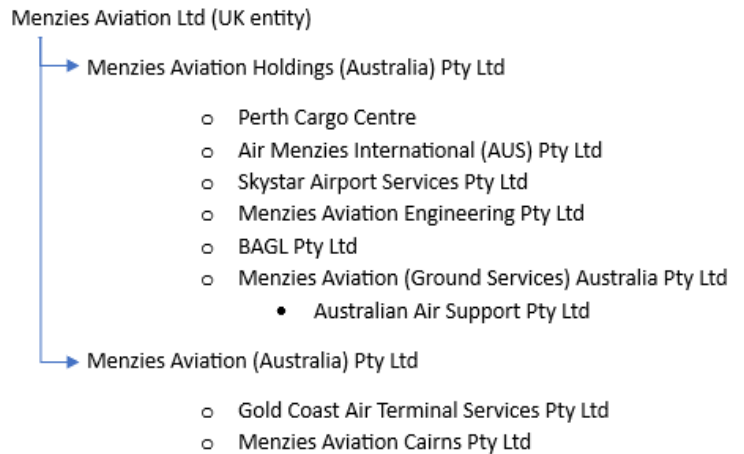 Menzies Aviation Ltd (UK entity)
Menzies Aviation Holdings (Australia) Pty Ltd
Perth Cargo Centre
Air Menzies International (AUS) Pty Ltd
Skystar Airport Services Pty Ltd
Menzies Aviation Engineering Pty Ltd
BAGL Pty Ltd
Menzies Aviation (Ground Services) Australia Pty Ltd
Australian Air Support Pty Ltd
Menzies Aviation (Australia) Pty Ltd
Gold Coast Air Terminal Services Pty Ltd
Menzies Aviation Cairns Pty Ltd